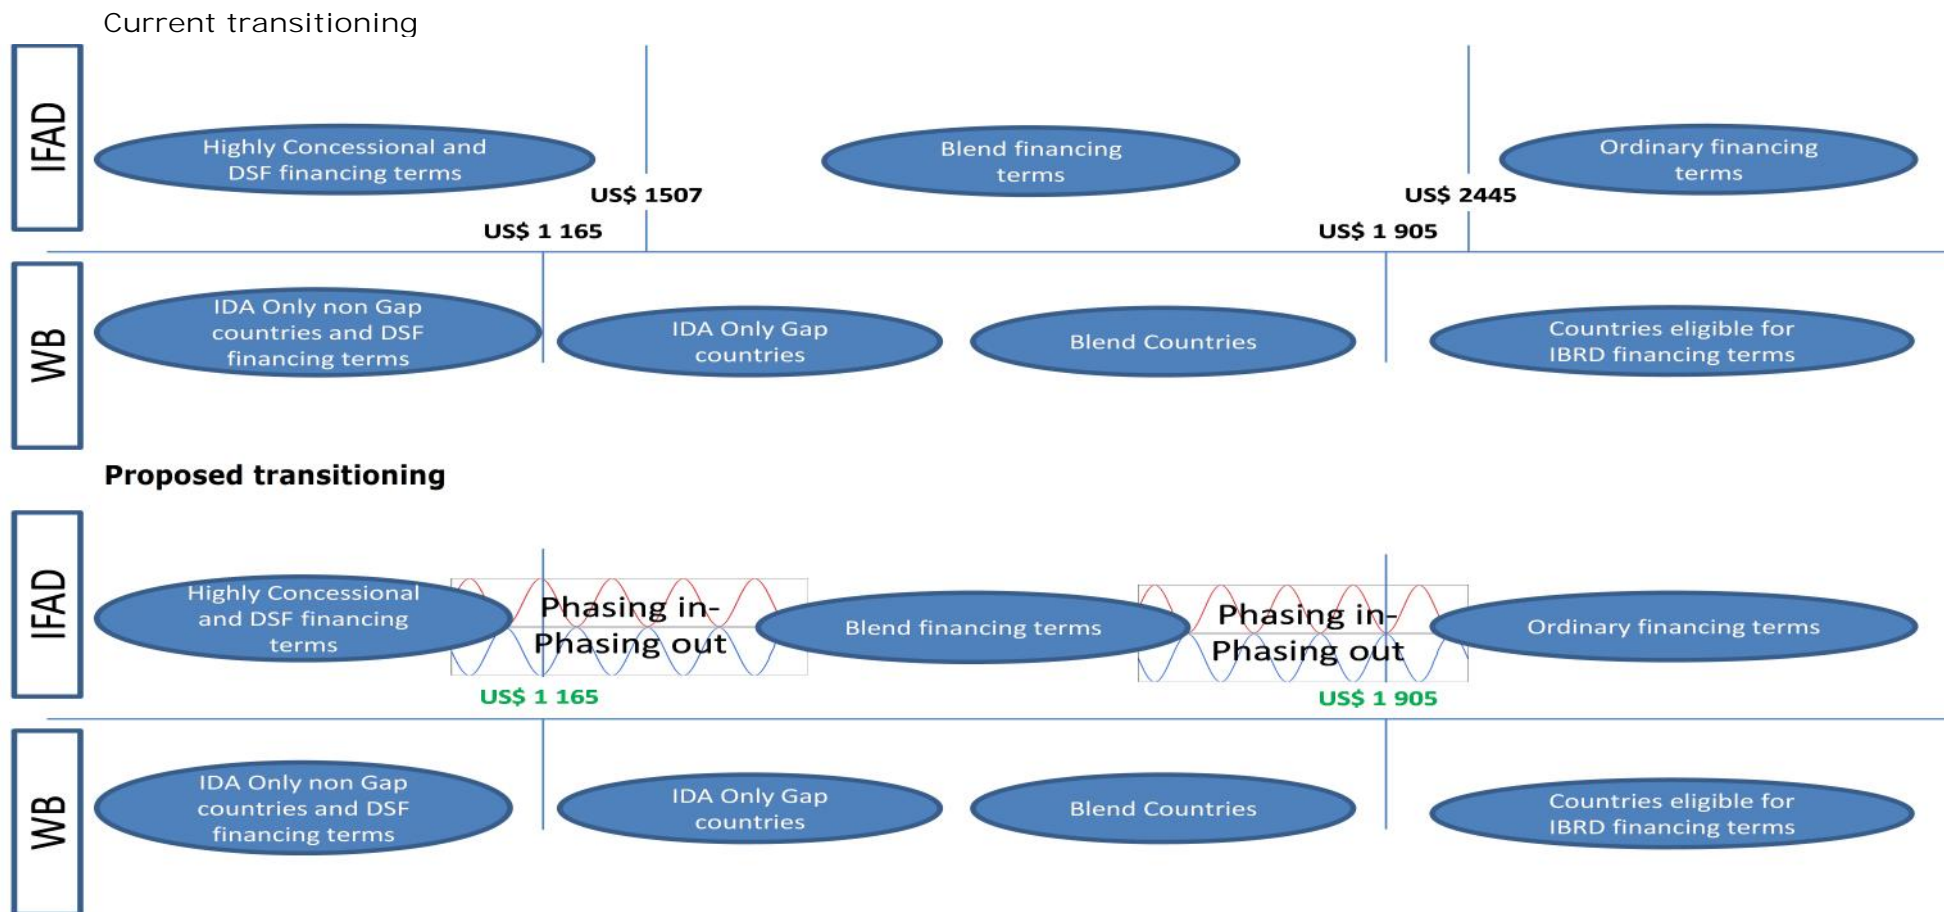 Current transitioning
IFAD
Highly Concessional and
DSF financing terms
Blend financing
terms
Ordinary financing
terms
US$ 1507
US$ 2445
US$ 1 165
US$ 1 905
WB
IDA Only non Gap
countries and DSF
financing terms
IDA Only Gap
countries
Blend Countries
Countries eligible for
IBRD financing terms
Proposed transitioning
IFAD
Highly Concessional
and DSF financing
terms
Phasing in-
Phasing out
Blend financing terms
Phasing in-
Phasing out
Ordinary financing terms
US$ 1 165
US$ 1 905
WB
IDA Only non Gap
countries and DSF
financing terms
IDA Only Gap
countries
Blend Countries
Countries eligible for
IBRD financing terms